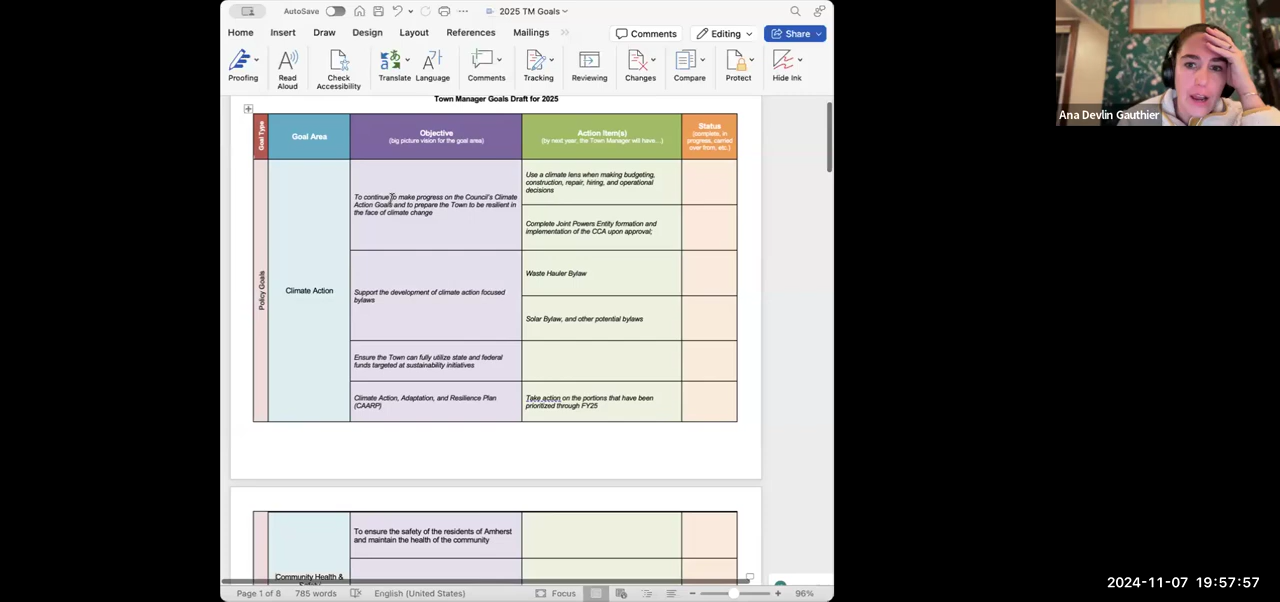 AutoSave
2025 TM Goals
Home
Insert
Draw
Design
Layout
References
Mailings
Comments
Editing
Share
Proofing
Read
Aloud
Check
Accessibility
Translate
Language
Comments
Tracking
Reviewing
Changes
Compare
Protect
Hide Ink
Ana Devlin Gauthier
Town Manager Goals Draft for 2025
Goal Type
Goal Area
Objective
(big picture vision for the goal area)
Action Item(s)
(by next year, the Town Manager will have...)
Status
(complete, in
progress, carried
over from, etc.)
Policy Goals
Climate Action
To continue to make progress on the Council's Climate
Action Goals and to prepare the Town to be resilient in
the face of climate change
Use a climate lens when making budgeting,
construction, repair, hiring, and operational
decisions
Complete Joint Powers Entity formation and
implementation of the CCA upon approval;
Support the development of climate action focused
bylaws
Waste Hauler Bylaw
Solar Bylaw, and other potential bylaws
Ensure the Town can fully utilize state and federal
funds targeted at sustainability initiatives
Climate Action, Adaptation, and Resilience Plan
(CAARP)
Take action on the portions that have been
prioritized through FY25
To ensure the safety of the residents of Amherst
and maintain the health of the community
Community Health &
Page 1 of 8
785 words
English (United States)
Focus
96%
2024-11-07 19:57:57